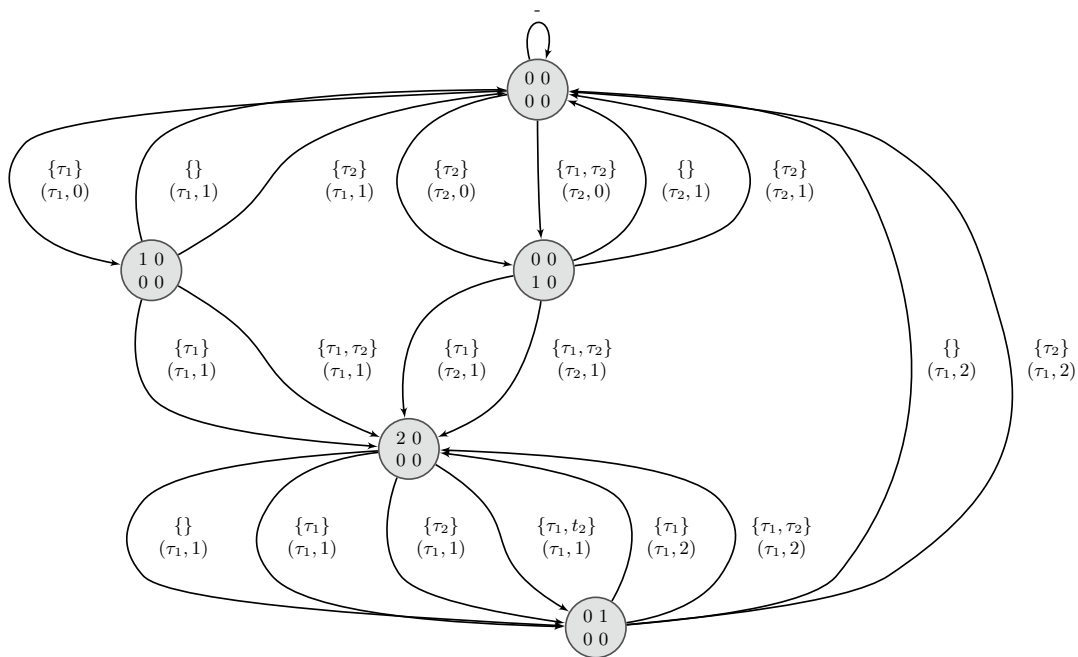 -
0 0
0 0
{τ₁}
(τ₁, 0)
{}
(τ₁, 1)
{τ₂}
(τ₁, 1)
{τ₂}
(τ₂, 0)
{τ₁, τ₂}
(τ₂, 0)
{}
(τ₂, 1)
{τ₂}
(τ₂, 1)
1 0
0 0
0 0
1 0
{τ₁}
(τ₁, 1)
{τ₁, τ₂}
(τ₁, 1)
{τ₁}
(τ₂, 1)
{τ₁, τ₂}
(τ₂, 1)
{}
(τ₁, 2)
{τ₂}
(τ₁, 2)
2 0
0 0
{}
(τ₁, 1)
{τ₁}
(τ₁, 1)
{τ₂}
(τ₁, 1)
{τ₁, t₂}
(τ₁, 1)
{τ₁}
(τ₁, 2)
{τ₁, τ₂}
(τ₁, 2)
0 1
0 0